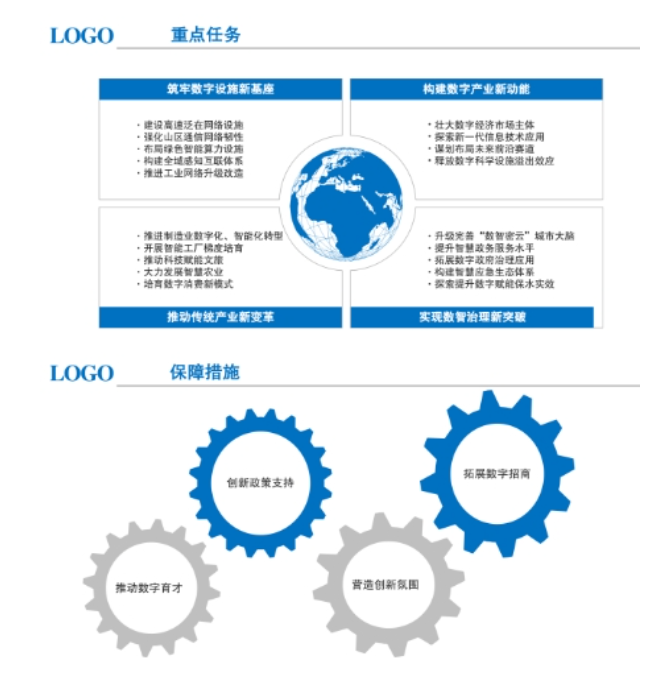 LOGO 重点任务
筑牢数字设施新基座
· 建设高速泛在网络设施
· 强化山区通信网络韧性
· 布局绿色智能算力设施
· 构建全域感知互联体系
· 推进工业网络升级改造
构建数字产业新动能
· 壮大数字经济市场主体
· 探索新一代信息技术应用
· 谋划布局未来前沿赛道
· 释放数字科学设施溢出效应
· 推进制造业数字化、智能化转型
· 开展智能工厂梯度培育
· 推动科技赋能文旅
· 大力发展智慧农业
· 培育数字消费新模式
推动传统产业新变革
· 升级完善“数智密云”城市大脑
· 提升智慧政务服务水平
· 拓展数字政府治理应用
· 构建智慧应急生态体系
· 探索提升数字赋能保水实效
实现数智治理新突破
LOGO 保障措施
创新政策支持
拓展数字招商
推动数字育才
营造创新氛围